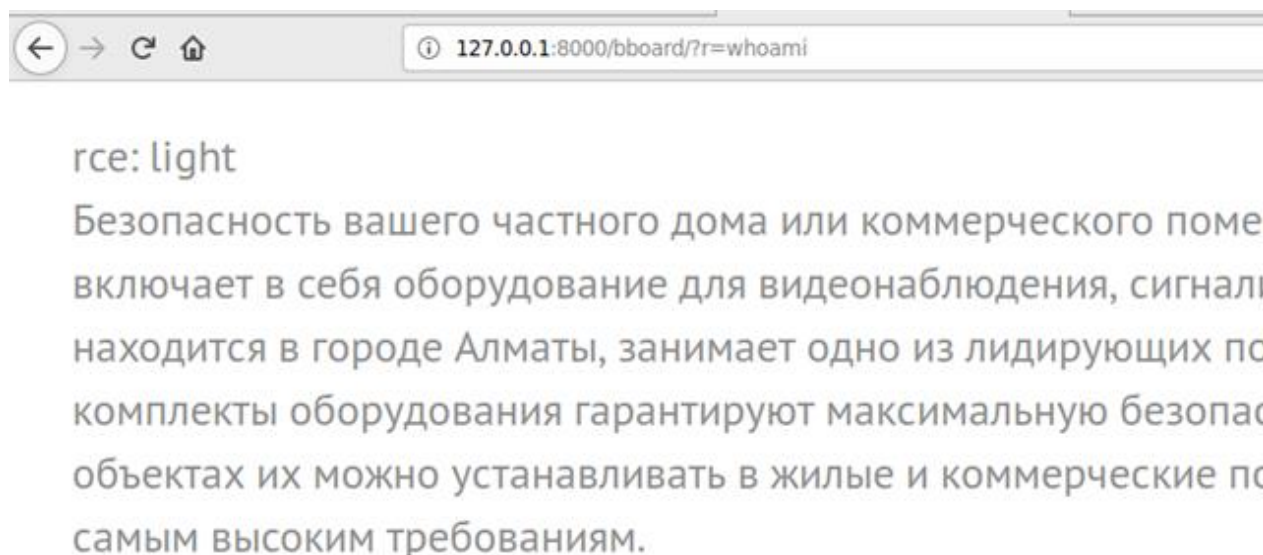 127.0.0.1:8000/bboard/?r=whoami
rce: light
Безопасность вашего частного дома или коммерческого поме
включает в себя оборудование для видеонаблюдения, сигнали
находится в городе Алматы, занимает одно из лидирующих по
комплекты оборудования гарантируют максимальную безопас
объектах их можно устанавливать в жилые и коммерческие по
самым высоким требованиям.